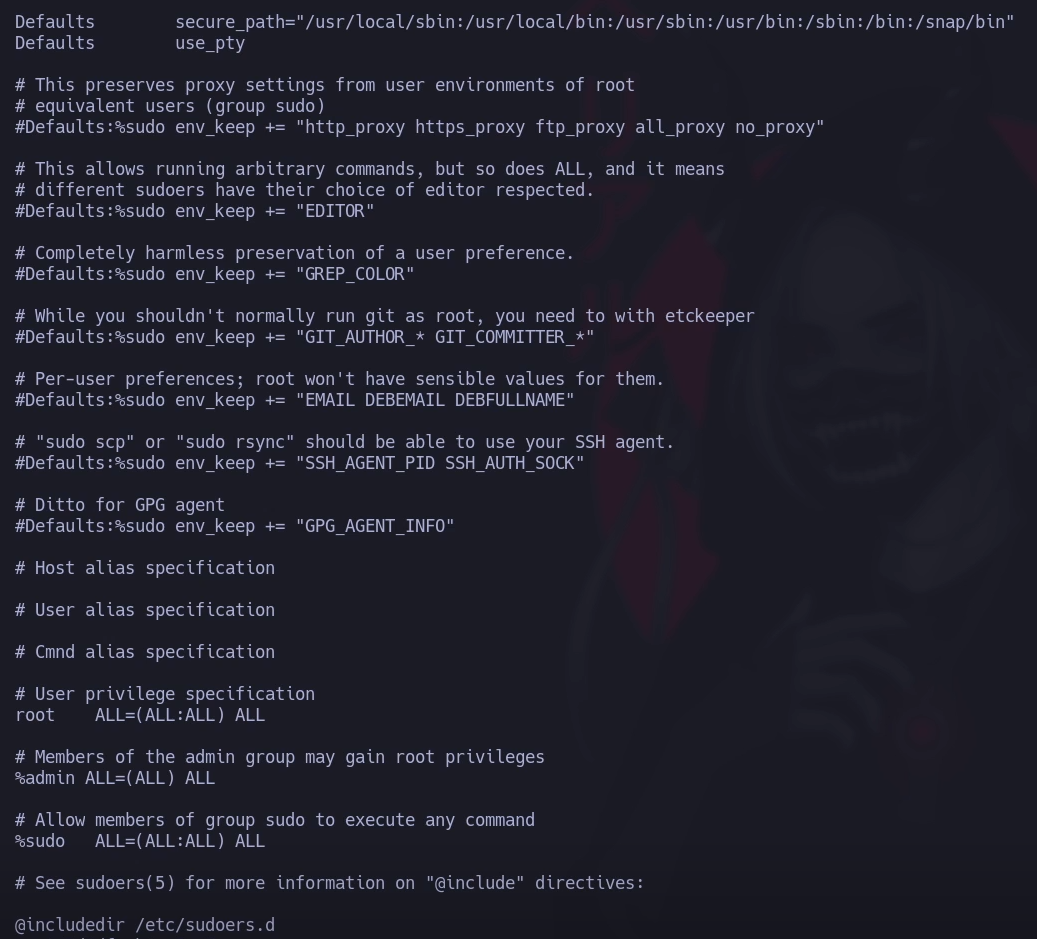 Defaults        secure_path="/usr/local/sbin:/usr/local/bin:/usr/sbin:/usr/bin:/sbin:/bin:/snap/bin"
Defaults        use_pty

# This preserves proxy settings from user environments of root
# equivalent users (group sudo)
#Defaults:%sudo env_keep += "http_proxy https_proxy ftp_proxy all_proxy no_proxy"

# This allows running arbitrary commands, but so does ALL, and it means
# different sudoers have their choice of editor respected.
#Defaults:%sudo env_keep += "EDITOR"

# Completely harmless preservation of a user preference.
#Defaults:%sudo env_keep += "GREP_COLOR"

# While you shouldn't normally run git as root, you need to with etckeeper
#Defaults:%sudo env_keep += "GIT_AUTHOR_* GIT_COMMITTER_*"

# Per-user preferences; root won't have sensible values for them.
#Defaults:%sudo env_keep += "EMAIL DEBEMAIL DEBFULLNAME"

# "sudo scp" or "sudo rsync" should be able to use your SSH agent.
#Defaults:%sudo env_keep += "SSH_AGENT_PID SSH_AUTH_SOCK"

# Ditto for GPG agent
#Defaults:%sudo env_keep += "GPG_AGENT_INFO"

# Host alias specification

# User alias specification

# Cmnd alias specification

# User privilege specification
root    ALL=(ALL:ALL) ALL

# Members of the admin group may gain root privileges
%admin ALL=(ALL) ALL

# Allow members of group sudo to execute any command
%sudo   ALL=(ALL:ALL) ALL

# See sudoers(5) for more information on "@include" directives:

@includedir /etc/sudoers.d